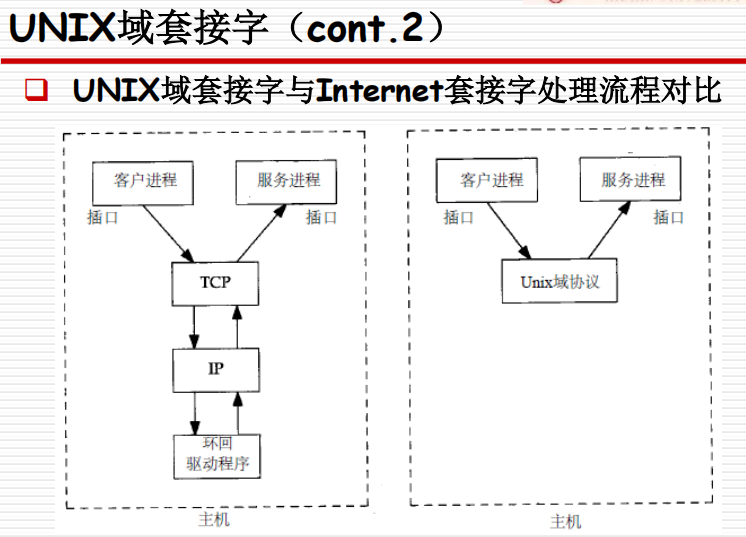 UNIX域套接字（cont.2）
UNIX域套接字与Internet套接字处理流程对比
客户进程
服务进程
插口
插口
TCP
IP
环回
驱动程序
主机
客户进程
服务进程
插口
插口
Unix域协议
主机